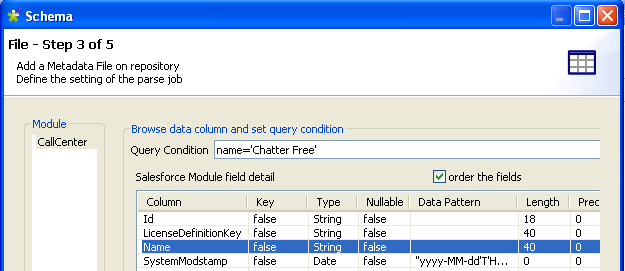 Schema
File - Step 3 of 5
Add a Metadata File on repository
Define the setting of the parse job
Module
CallCenter
Browse data column and set query condition
Query Condition name='Chatter Free'
Salesforce Module field detail order the fields
Column Key Type Nullable Data Pattern Length Prec
Id false String false 18 0
LicenseDefinitionKey false String false 40 0
Name false String false 40 0
SystemModstamp false Date false "yyyy-MM-dd'T'H... 0 0